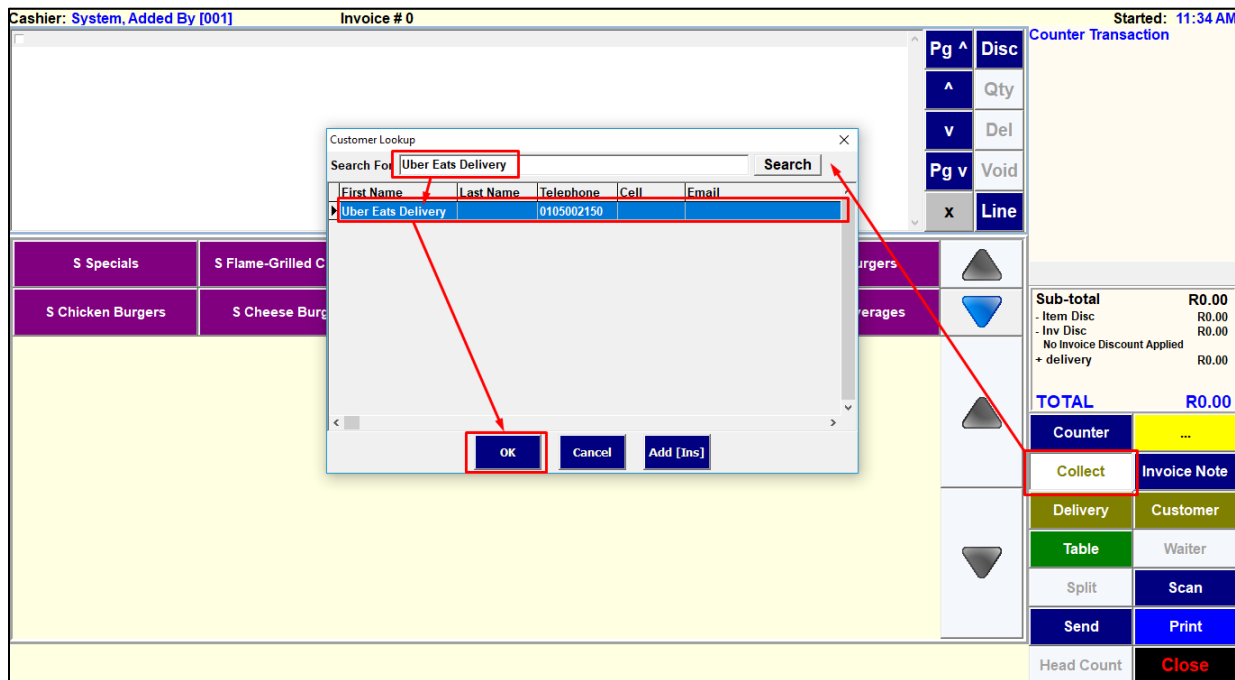 Cashier: System, Added By [001] Invoice # 0 Started: 11:34 AM
Counter Transaction
Pg ^ Disc
^ Qty
v Del
Pg v Void
x Line
Customer Lookup
Search For Uber Eats Delivery Search
First Name Last Name Telephone Cell Email
Uber Eats Delivery 0105002150
OK Cancel Add [Ins]
S Specials S Flame-Grilled
S Chicken Burgers S Cheese
Sub-total R0.00
- Item Disc R0.00
- Inv Disc R0.00
No Invoice Discount Applied
+ delivery R0.00
TOTAL R0.00
Counter ...
Collect Invoice Note
Delivery Customer
Table Waiter
Split Scan
Send Print
Head Count Close